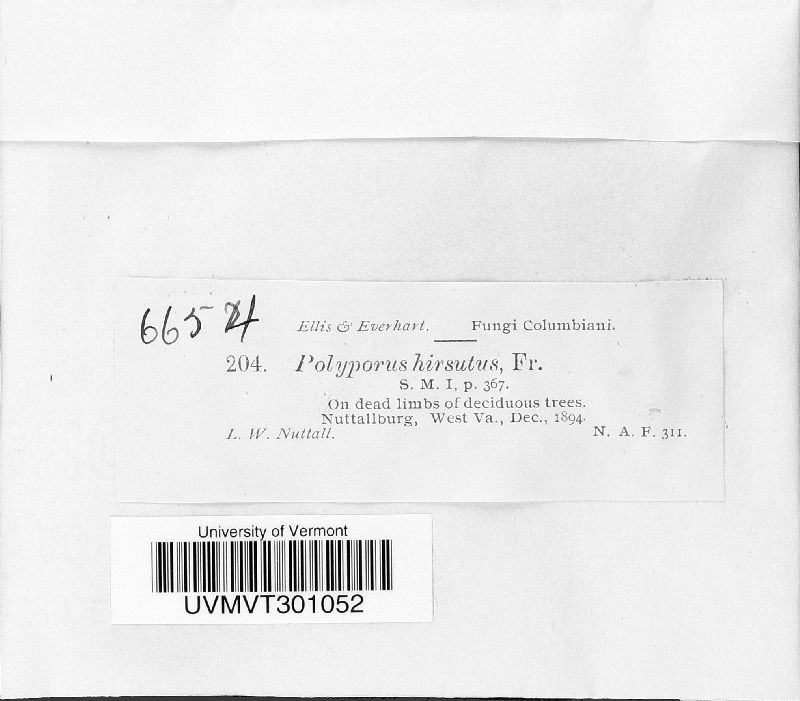 6654
Ellis & Everhart. Fungi Columbiani.
204. Polyporus hirsutus, Fr.
S. M. I, p. 367.
On dead limbs of deciduous trees.
Nuttallburg, West Va., Dec., 1894.
L. W. Nuttall. N. A. F. 311.
University of Vermont
UVMVT301052